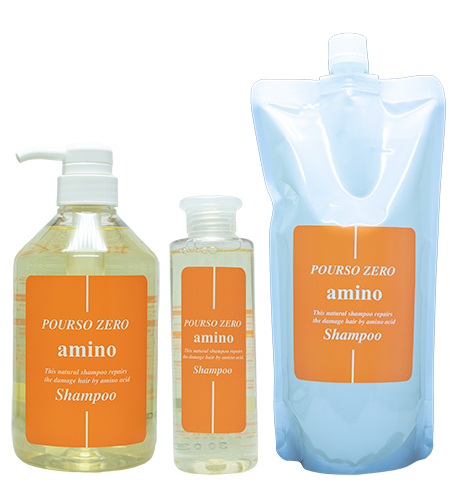 POURSO ZERO
amino
This natural shampoo repairs
the damage hair by amino acid
Shampoo
POURSO ZERO
amino
This natural shampoo repairs
the damage hair by amino acid
Shampoo
POURSO ZERO
amino
This natural shampoo repairs
the damage hair by amino acid
Shampoo